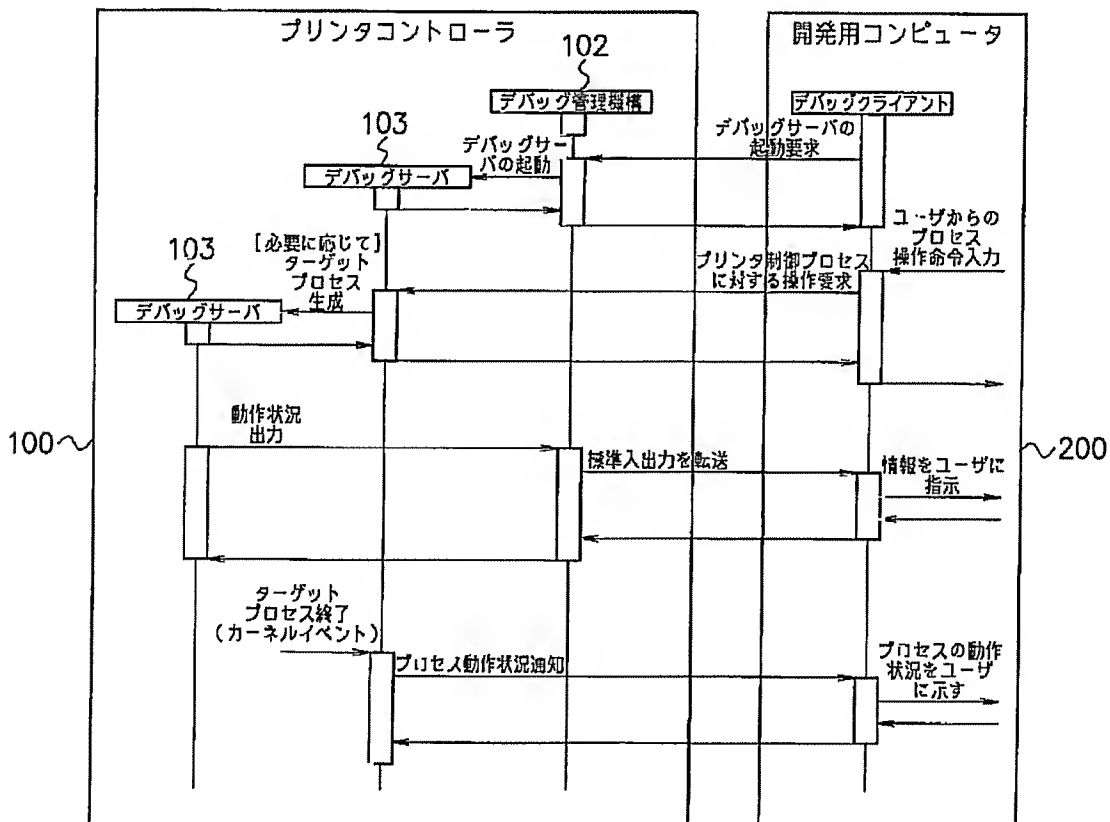 プリンタコントローラ
開発用コンピュータ
102
デバッグ管理機構
デバッグクライアント
103
デバッグサー
バの起動
デバッグサーバの
起動要求
デバッグサーバ
103
[必要に応じて]
ターゲット
プロセス
生成
ユーザからの
プロセス
操作命令入力
プリンタ制御プロセス
に対する操作要求
デバッグサーバ
100
動作状況
出力
標準入出力を転送
情報をユーザに
指示
200
ターゲット
プロセス終了
(カーネルイベント)
プロセス動作状況通知
プロセスの動作
状況をユーザ
に示す